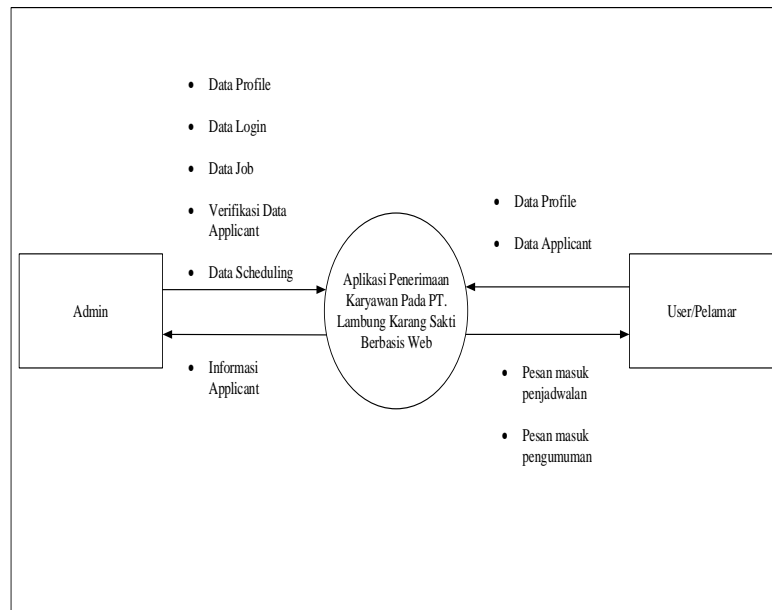 • Data Profile
• Data Login
• Data Job
• Verifikasi Data
Applicant
• Data Scheduling
Admin
• Informasi
Applicant
Aplikasi Penerimaan
Karyawan Pada PT.
Lambung Karang Sakti
Berbasis Web
• Data Profile
• Data Applicant
User/Pelamar
• Pesan masuk
penjadwalan
• Pesan masuk
pengumuman